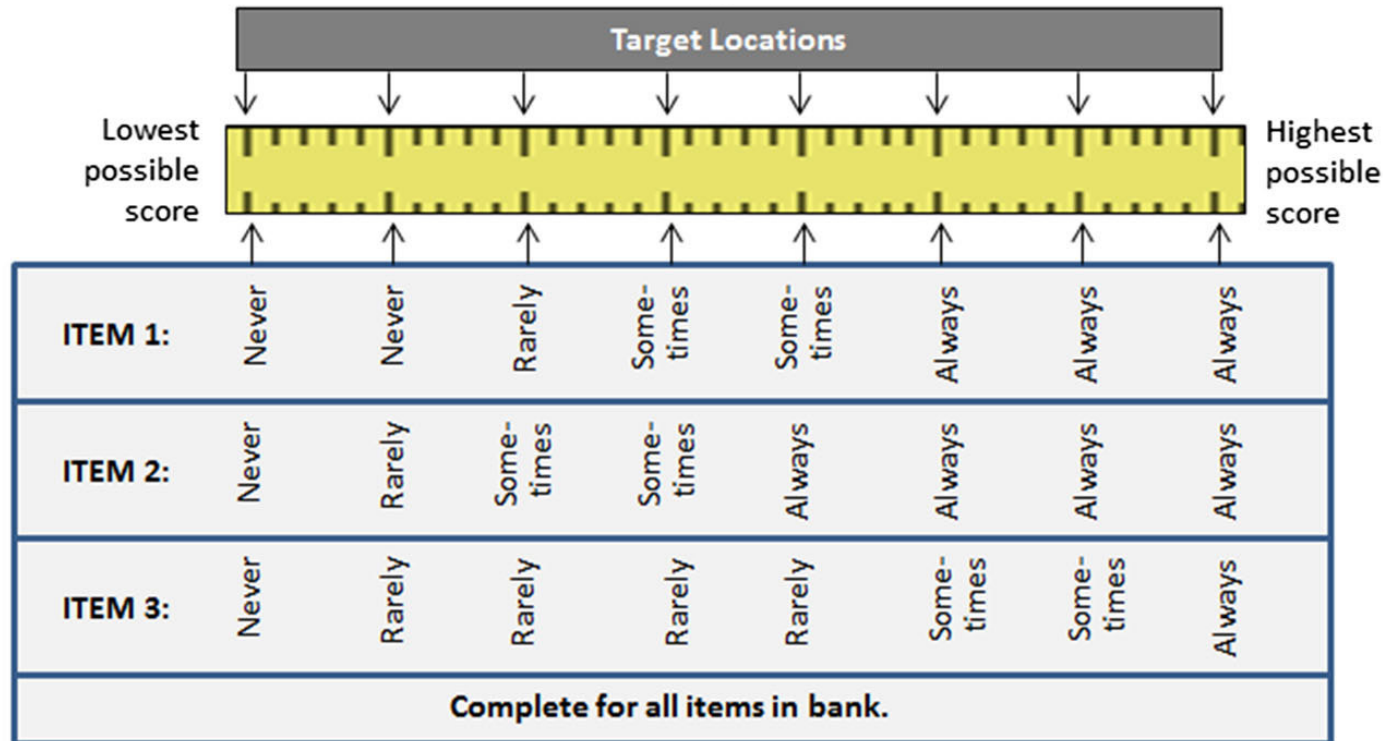 Target Locations
Lowest
possible
score
Highest
possible
score
ITEM 1:
Never
Never
Rarely
Some-
times
Some-
times
Always
Always
Always
ITEM 2:
Never
Rarely
Some-
times
Some-
times
Always
Always
Always
Always
ITEM 3:
Never
Rarely
Rarely
Rarely
Rarely
Some-
times
Some-
times
Always
Complete for all items in bank.